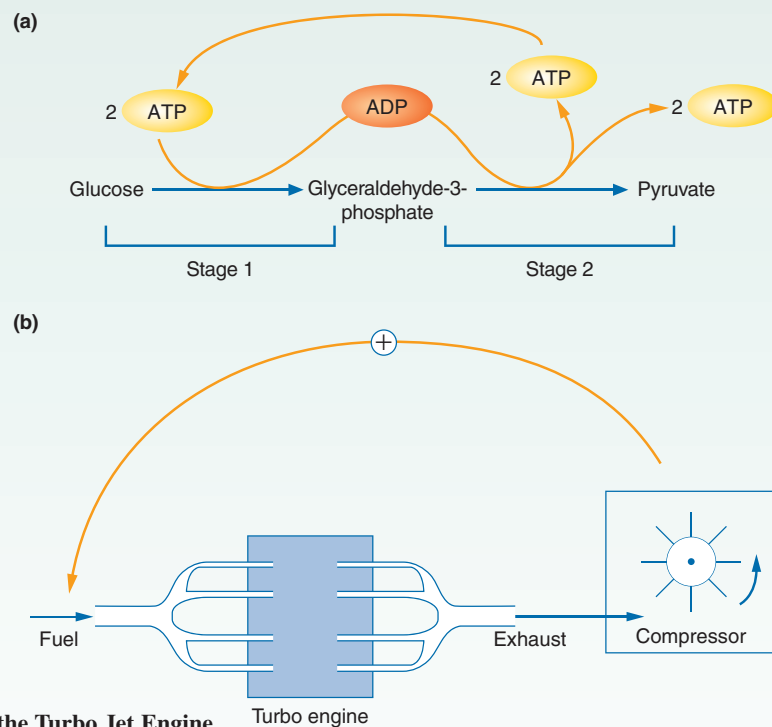 (a)
2 ATP
ADP
2 ATP
2 ATP
Glucose
Glyceraldehyde-3-
phosphate
Pyruvate
Stage 1
Stage 2
(b)
+
Fuel
Exhaust
Compressor
the Turbo Jet Engine
Turbo engine